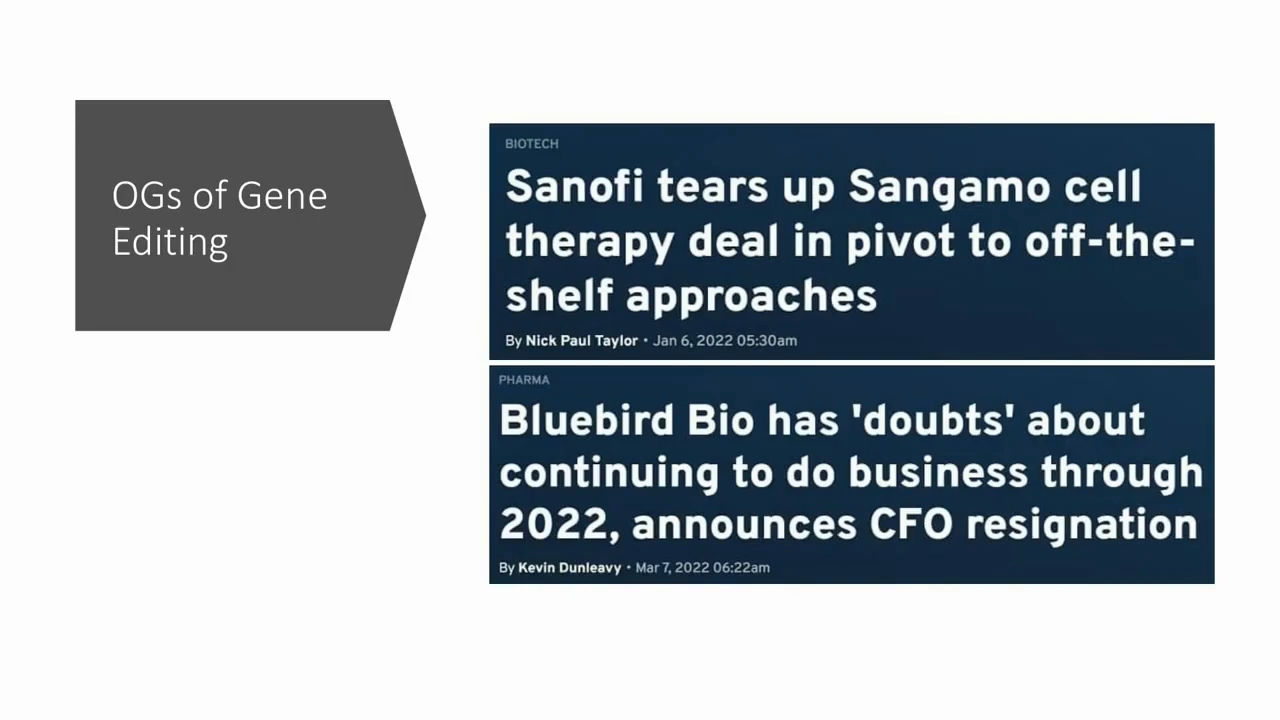 OGs of Gene
Editing
BIOTECH
Sanofi tears up Sangamo cell
therapy deal in pivot to off-the-
shelf approaches
By Nick Paul Taylor • Jan 6, 2022 05:30am
PHARMA
Bluebird Bio has 'doubts' about
continuing to do business through
2022, announces CFO resignation
By Kevin Dunleavy • Mar 7, 2022 06:22am